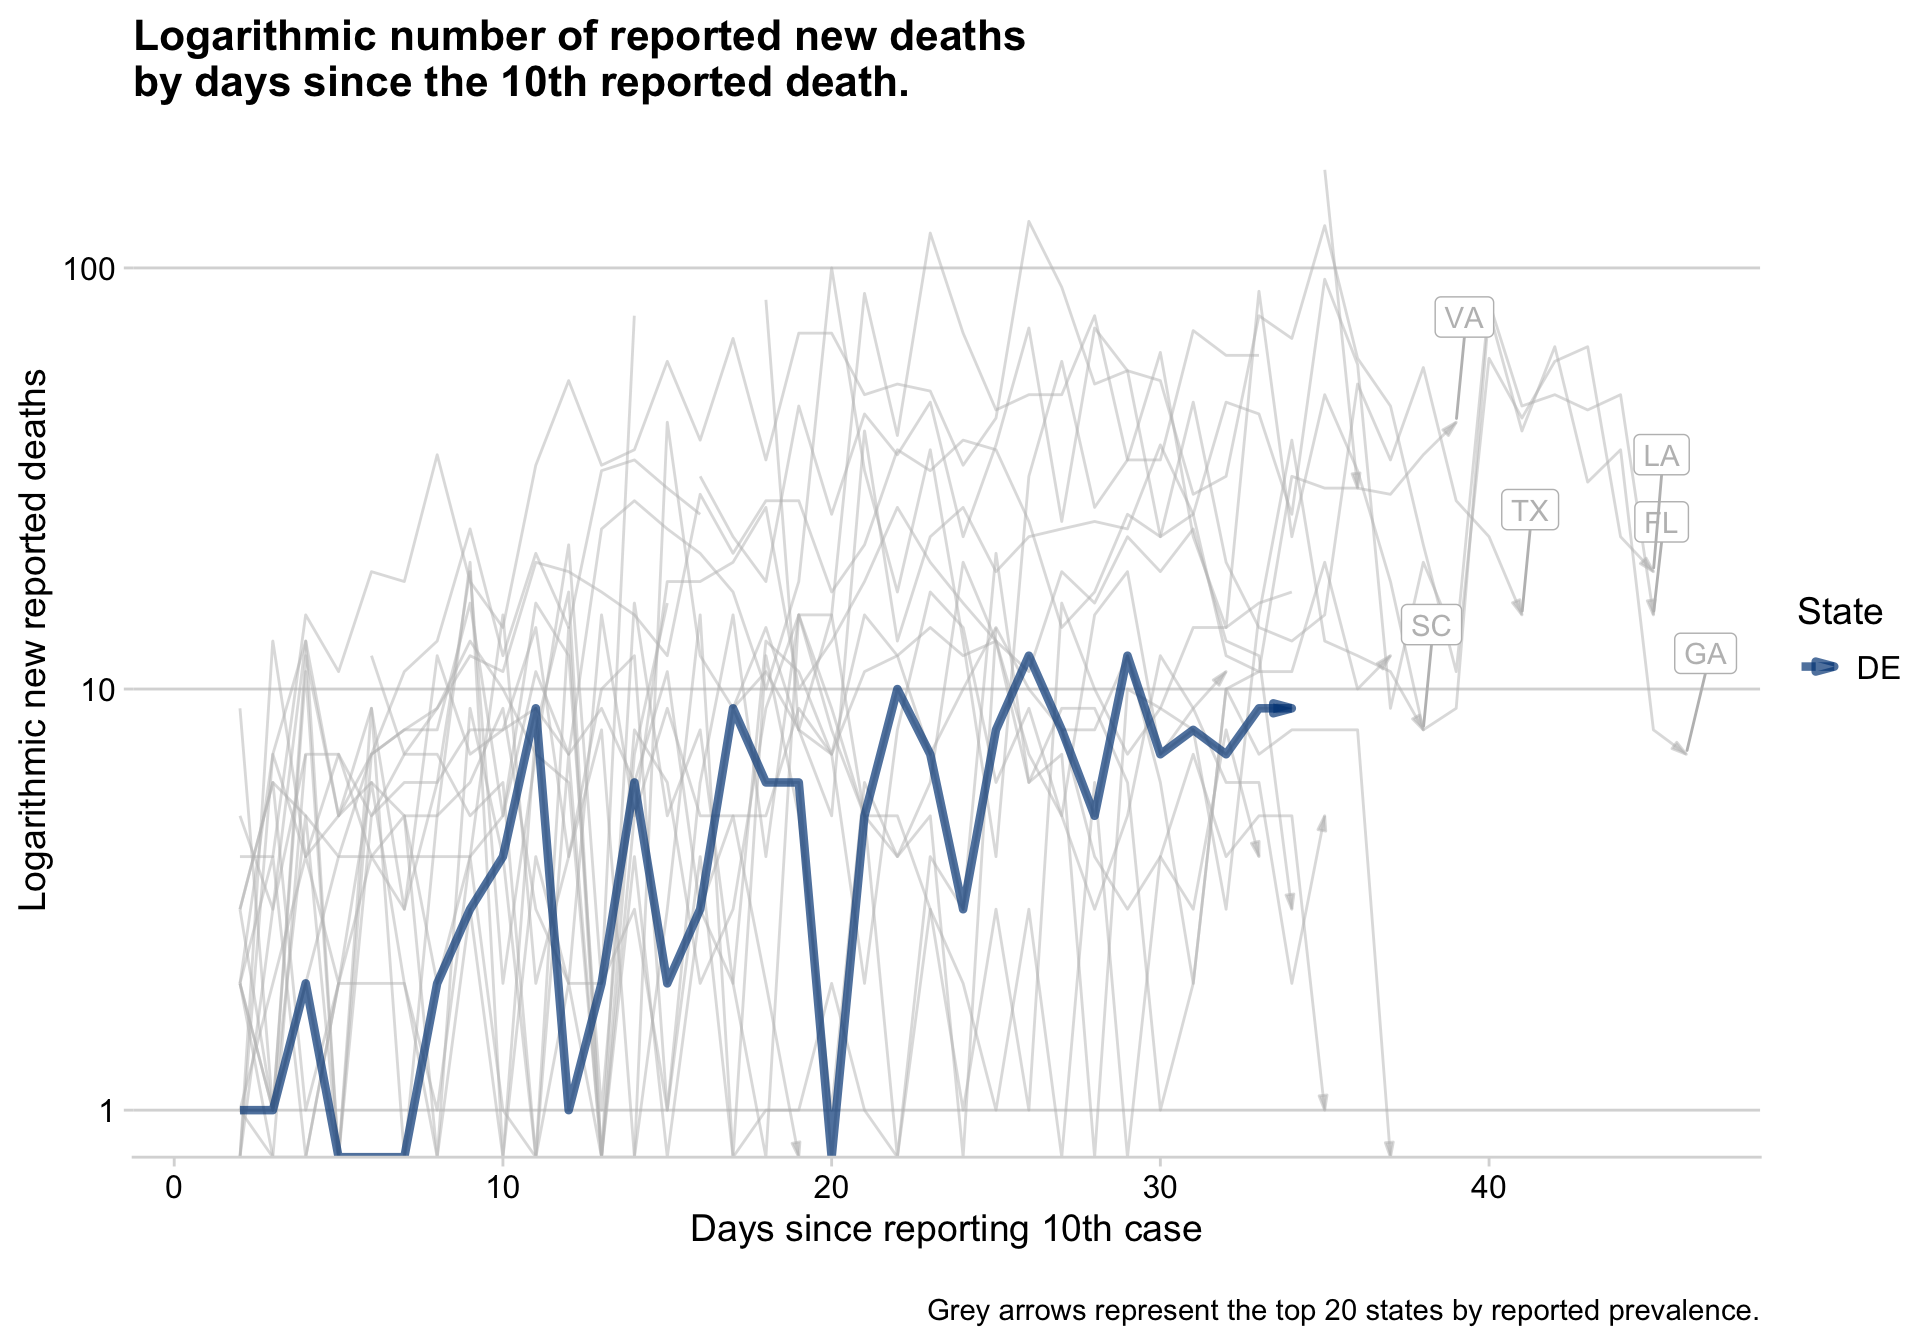 Logarithmic number of reported new deaths
by days since the 10th reported death.
Logarithmic new reported deaths
100
10
1
VA
LA
TX
FL
SC
GA
State
DE
0 10 20 30 40
Days since reporting 10th case
Grey arrows represent the top 20 states by reported prevalence.